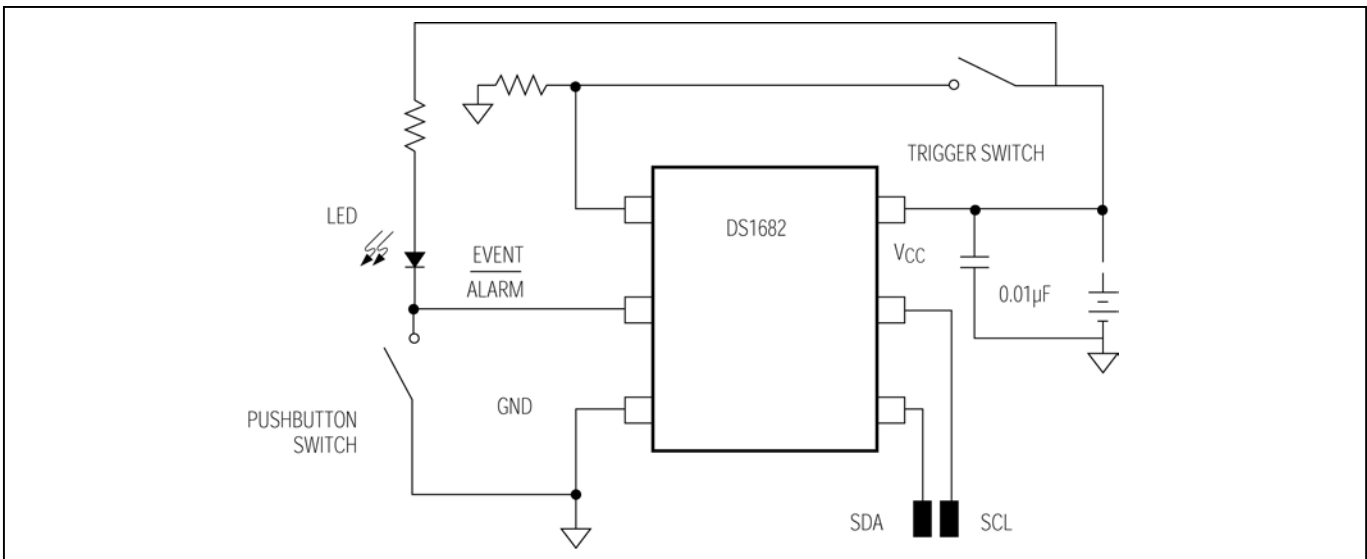 TRIGGER SWITCH
DS1682
LED
EVENT
ALARM
VCC
0.01µF
GND
PUSHBUTTON
SWITCH
SDA
SCL